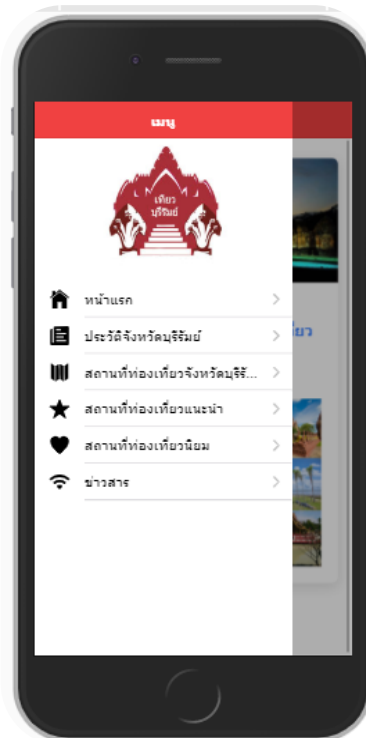 เมนู
เที่ยว
บุรีรัมย์
หน้าแรก
ประวัติจังหวัดบุรีรัมย์
ียว
สถานที่ท่องเที่ยวจังหวัดบุรีรั...
สถานที่ท่องเที่ยวแนะนำ
สถานที่ท่องเที่ยวนิยม
ข่าวสาร